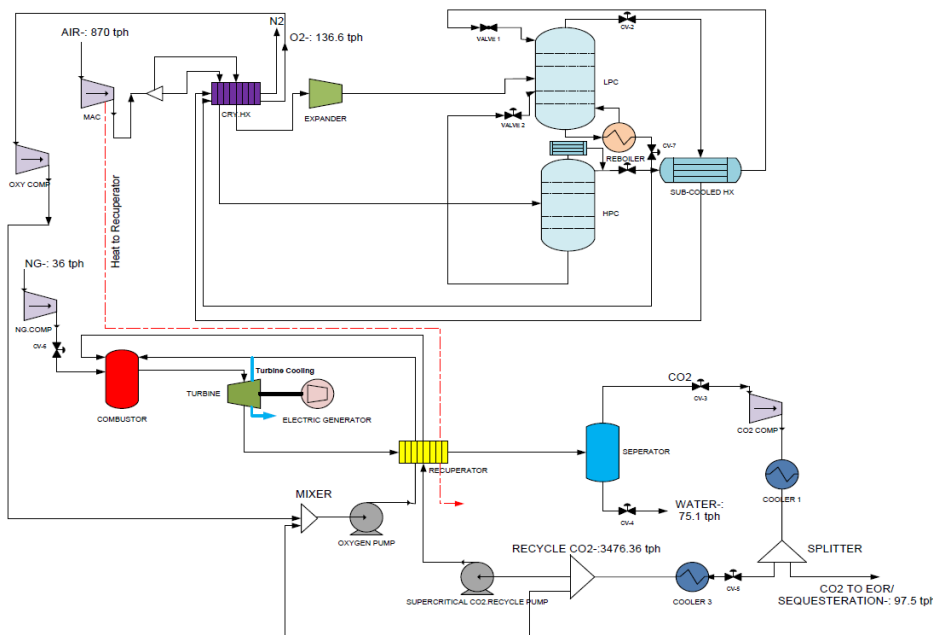 N2
AIR-: 870 tph
O2-: 136.6 tph
VALVE 1
CV-2
LPC
MAC
CRY.HX
EXPANDER
VALVE 2
CV-7
REBOILER
OXY COMP
SUB-COOLED HX
HPC
Heat to Recuperator
NG-: 36 tph
NG.COMP
CV-6
Turbine Cooling
CO2
TURBINE
CV-3
COMBUSTOR
ELECTRIC GENERATOR
CO2 COMP
SEPERATOR
RECUPERATOR
COOLER 1
MIXER
WATER-:
75.1 tph
CV-4
OXYGEN PUMP
RECYCLE CO2-:3476.36 tph
SPLITTER
SUPERCRITICAL CO2.RECYCLE PUMP
COOLER 3
CV-5
CO2 TO EOR/
SEQUESTERATION-: 97.5 tph